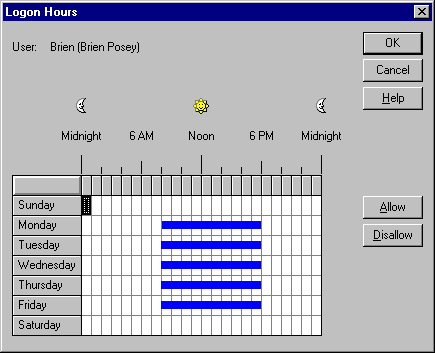 Logon Hours
User: Brien (Brien Posey)
OK
Cancel
Help
Midnight 6 AM Noon 6 PM Midnight
Sunday
Monday
Tuesday
Wednesday
Thursday
Friday
Saturday
Allow
Disallow